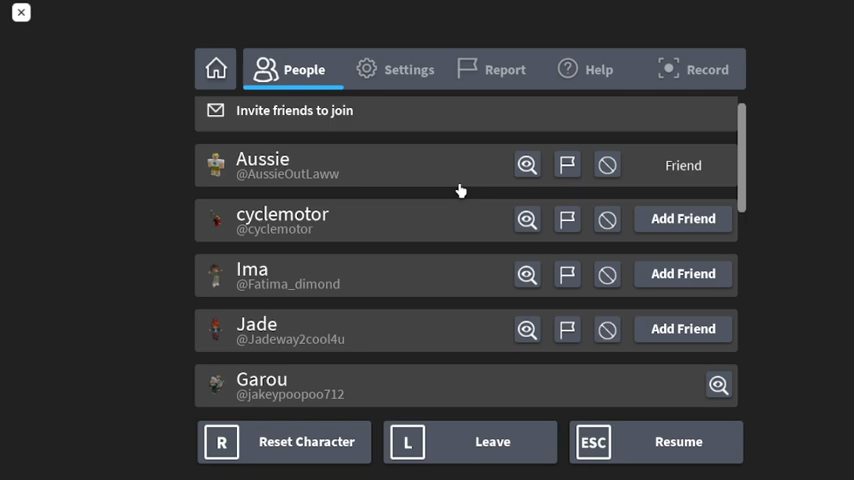 People
Settings
Report
Help
Record
Invite friends to join
Aussie
@AussieOutLaww
Friend
cyclemotor
@cyclemotor
Add Friend
Ima
@Fatima_dimond
Add Friend
Jade
@Jadeway2cool4u
Add Friend
Garou
@jakeypoopoo712
R Reset Character
L Leave
ESC Resume